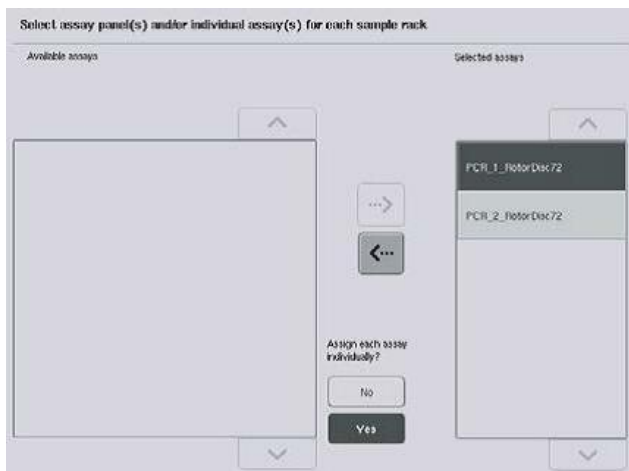 Select assay panel(s) and/or individual assay(s) for each sample rack
Available assays
Selected assays
PCR_1_RotorDisc72
PCR_2_RotorDisc72
Assign each assay
individually?
No
Yes